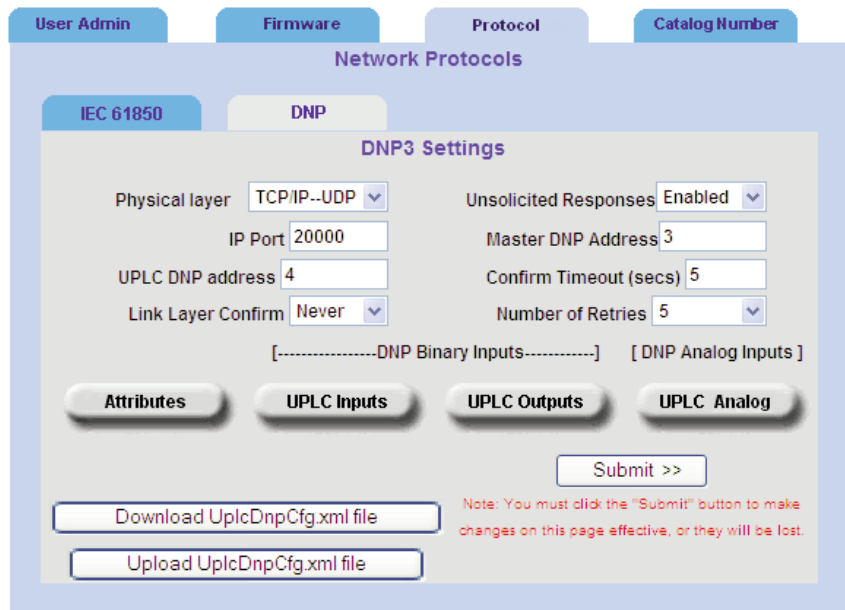 User Admin Firmware Protocol Catalog Number
Network Protocols
IEC 61850 DNP
DNP3 Settings
Physical layer TCP/IP--UDP Unsolicited Responses Enabled
IP Port 20000 Master DNP Address 3
UPLC DNP address 4 Confirm Timeout (secs) 5
Link Layer Confirm Never Number of Retries 5
[-----------------DNP Binary Inputs------------] [ DNP Analog Inputs ]
Attributes UPLC Inputs UPLC Outputs UPLC Analog
Submit >>
Download UplcDnpCfg.xml file
Note: You must click the "Submit" button to make
changes on this page effective, or they will be lost.
Upload UplcDnpCfg.xml file